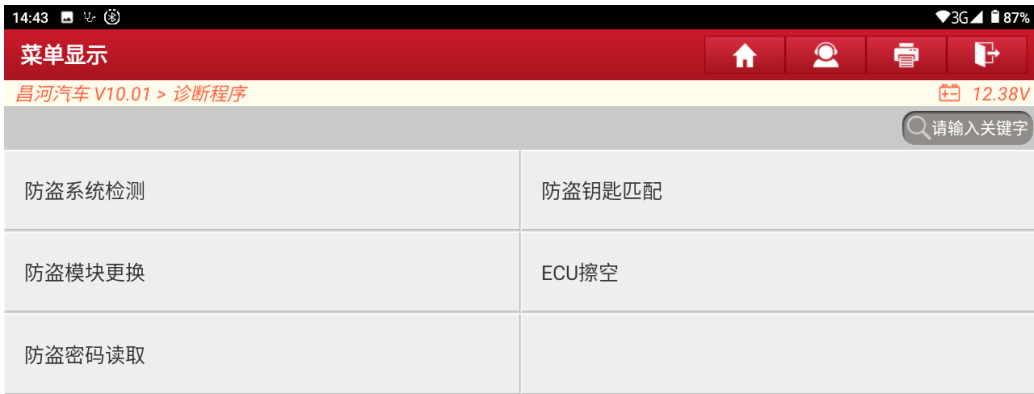 14:43 3G 87%
菜单显示
昌河汽车 V10.01 > 诊断程序 12.38V
请输入关键字
防盗系统检测 防盗钥匙匹配
防盗模块更换 ECU擦空
防盗密码读取